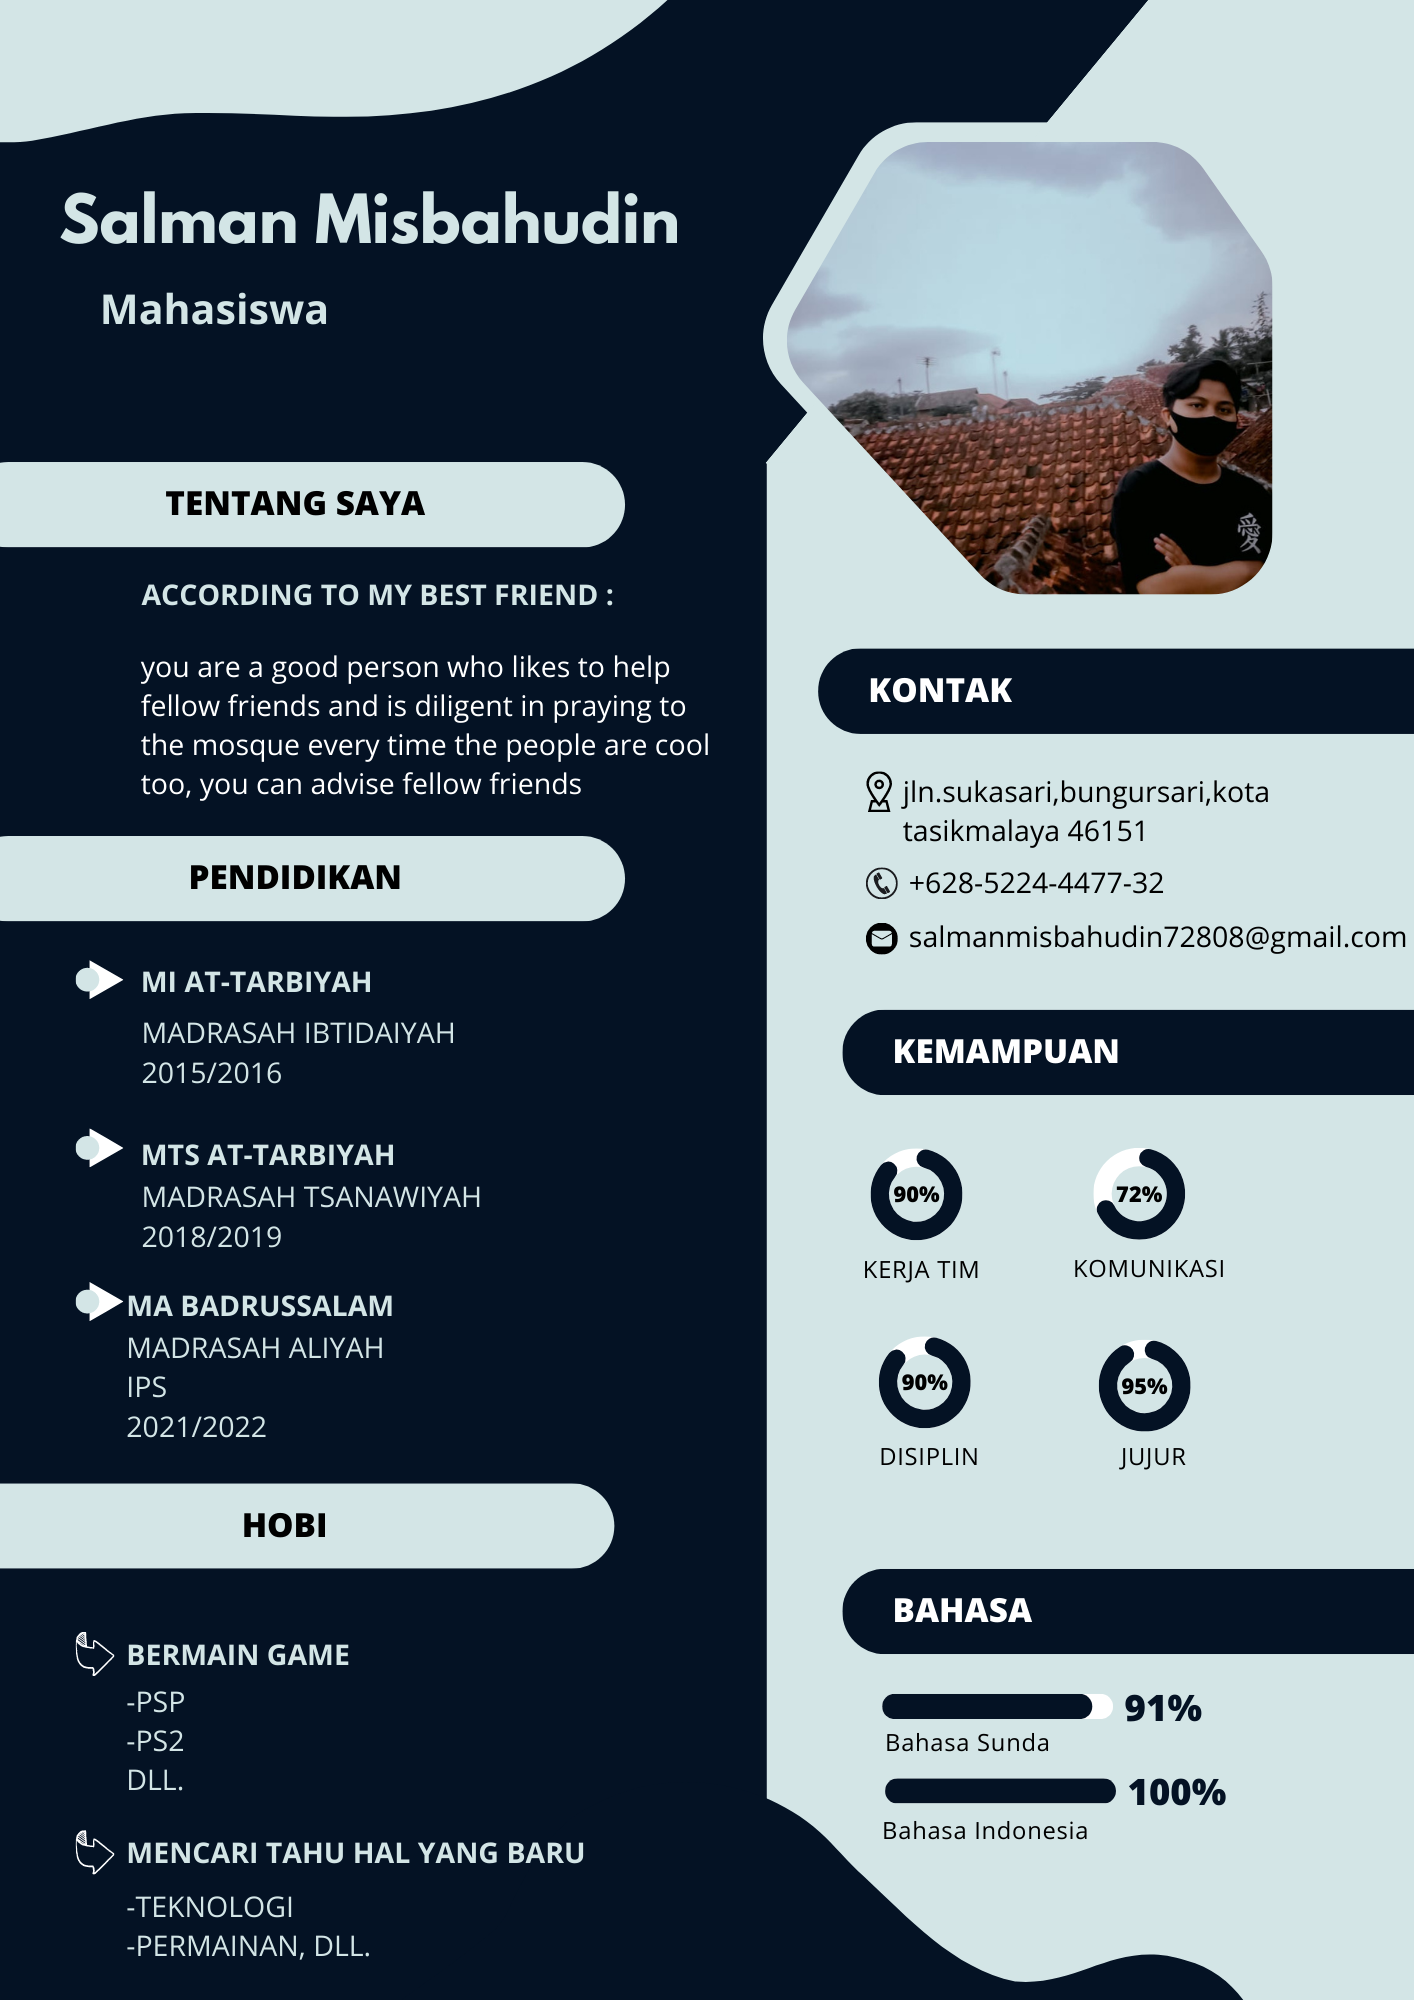 Salman Misbahudin
Mahasiswa
TENTANG SAYA
ACCORDING TO MY BEST FRIEND :
you are a good person who likes to help
fellow friends and is diligent in praying to
the mosque every time the people are cool
too, you can advise fellow friends
PENDIDIKAN
MI AT-TARBIYAH
MADRASAH IBTIDAIYAH
2015/2016
MTS AT-TARBIYAH
MADRASAH TSANAWIYAH
2018/2019
MA BADRUSSALAM
MADRASAH ALIYAH
IPS
2021/2022
HOBI
BERMAIN GAME
-PSP
-PS2
DLL.
MENCARI TAHU HAL YANG BARU
-TEKNOLOGI
-PERMAINAN, DLL.
愛
KONTAK
jln.sukasari,bungursari,kota
tasikmalaya 46151
+628-5224-4477-32
salmanmisbahudin72808@gmail.com
KEMAMPUAN
90%
KERJA TIM
72%
KOMUNIKASI
90%
DISIPLIN
95%
JUJUR
BAHASA
91%
Bahasa Sunda
100%
Bahasa Indonesia